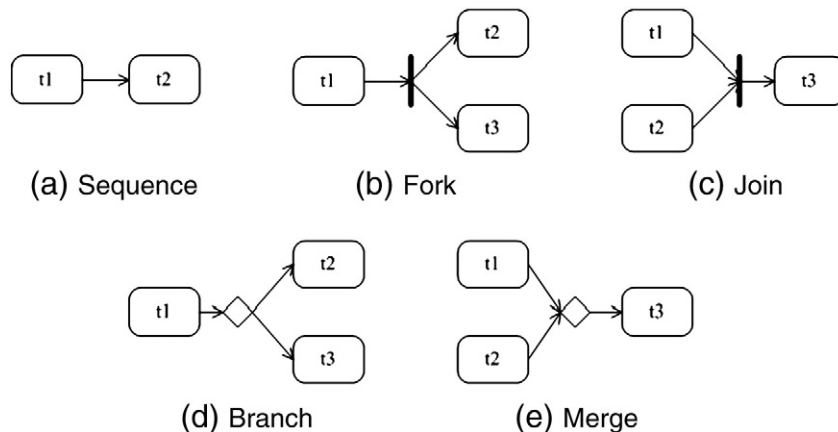 t1 t2
t1 t2 t3
t1 t2 t3
(a) Sequence
(b) Fork
(c) Join
t1 t2 t3
t1 t2 t3
(d) Branch
(e) Merge